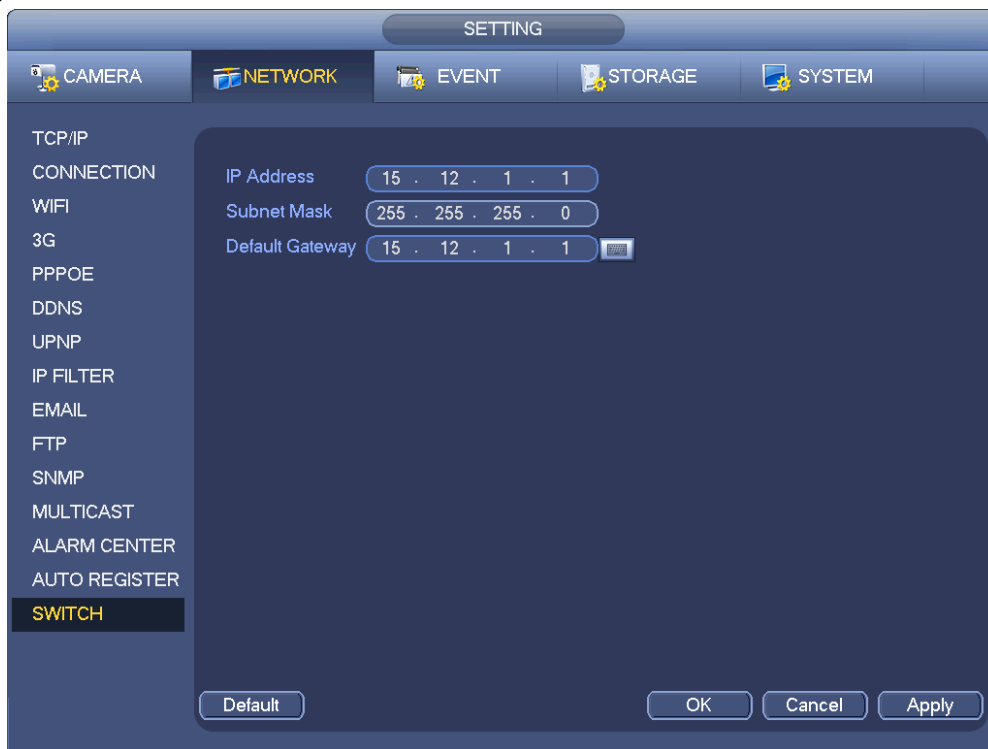 SETTING
CAMERA NETWORK EVENT STORAGE SYSTEM
TCP/IP
CONNECTION
WIFI
3G
PPPOE
DDNS
UPNP
IP FILTER
EMAIL
FTP
SNMP
MULTICAST
ALARM CENTER
AUTO REGISTER
SWITCH
IP Address 15 . 12 . 1 . 1
Subnet Mask 255 . 255 . 255 . 0
Default Gateway 15 . 12 . 1 . 1
Default OK Cancel Apply